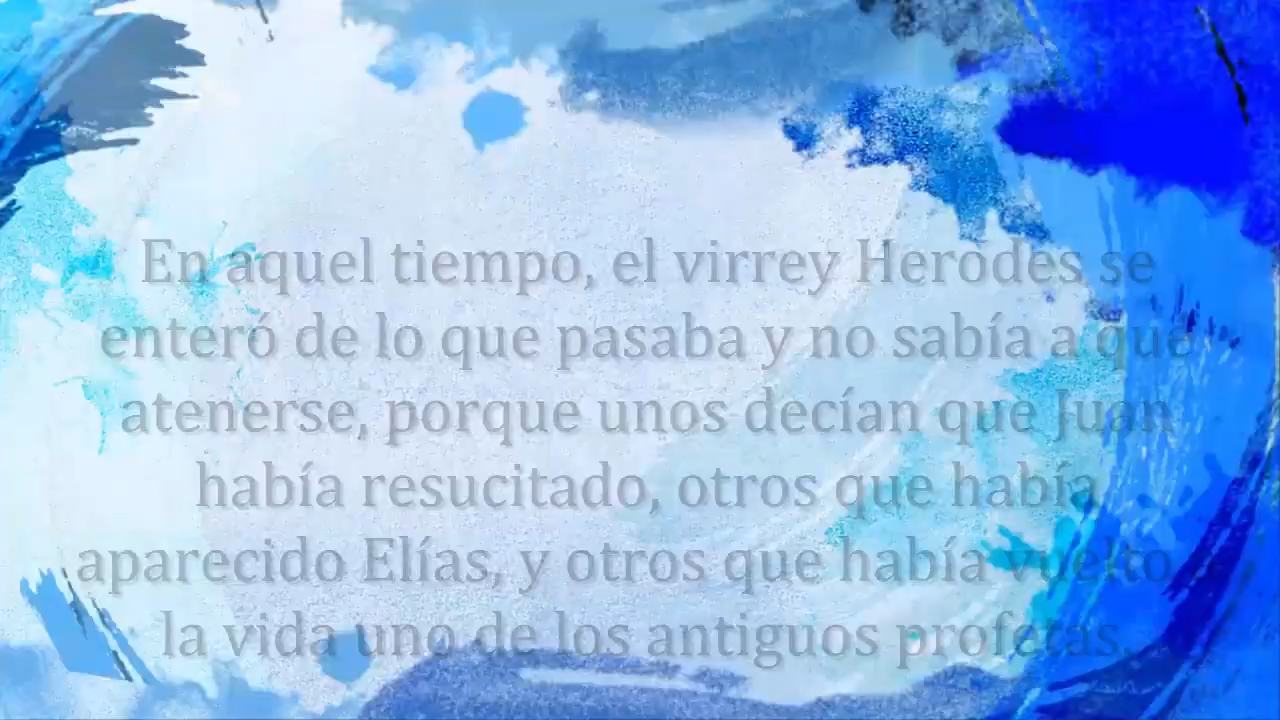 En aquel tiempo, el virrey Herodes se
enteró de lo que pasaba y no sabía a que
atenerse, porque unos decían que Juan
había resucitado, otros que había
aparecido Elías, y otros que había vuelto
la vida uno de los antiguos profetas.